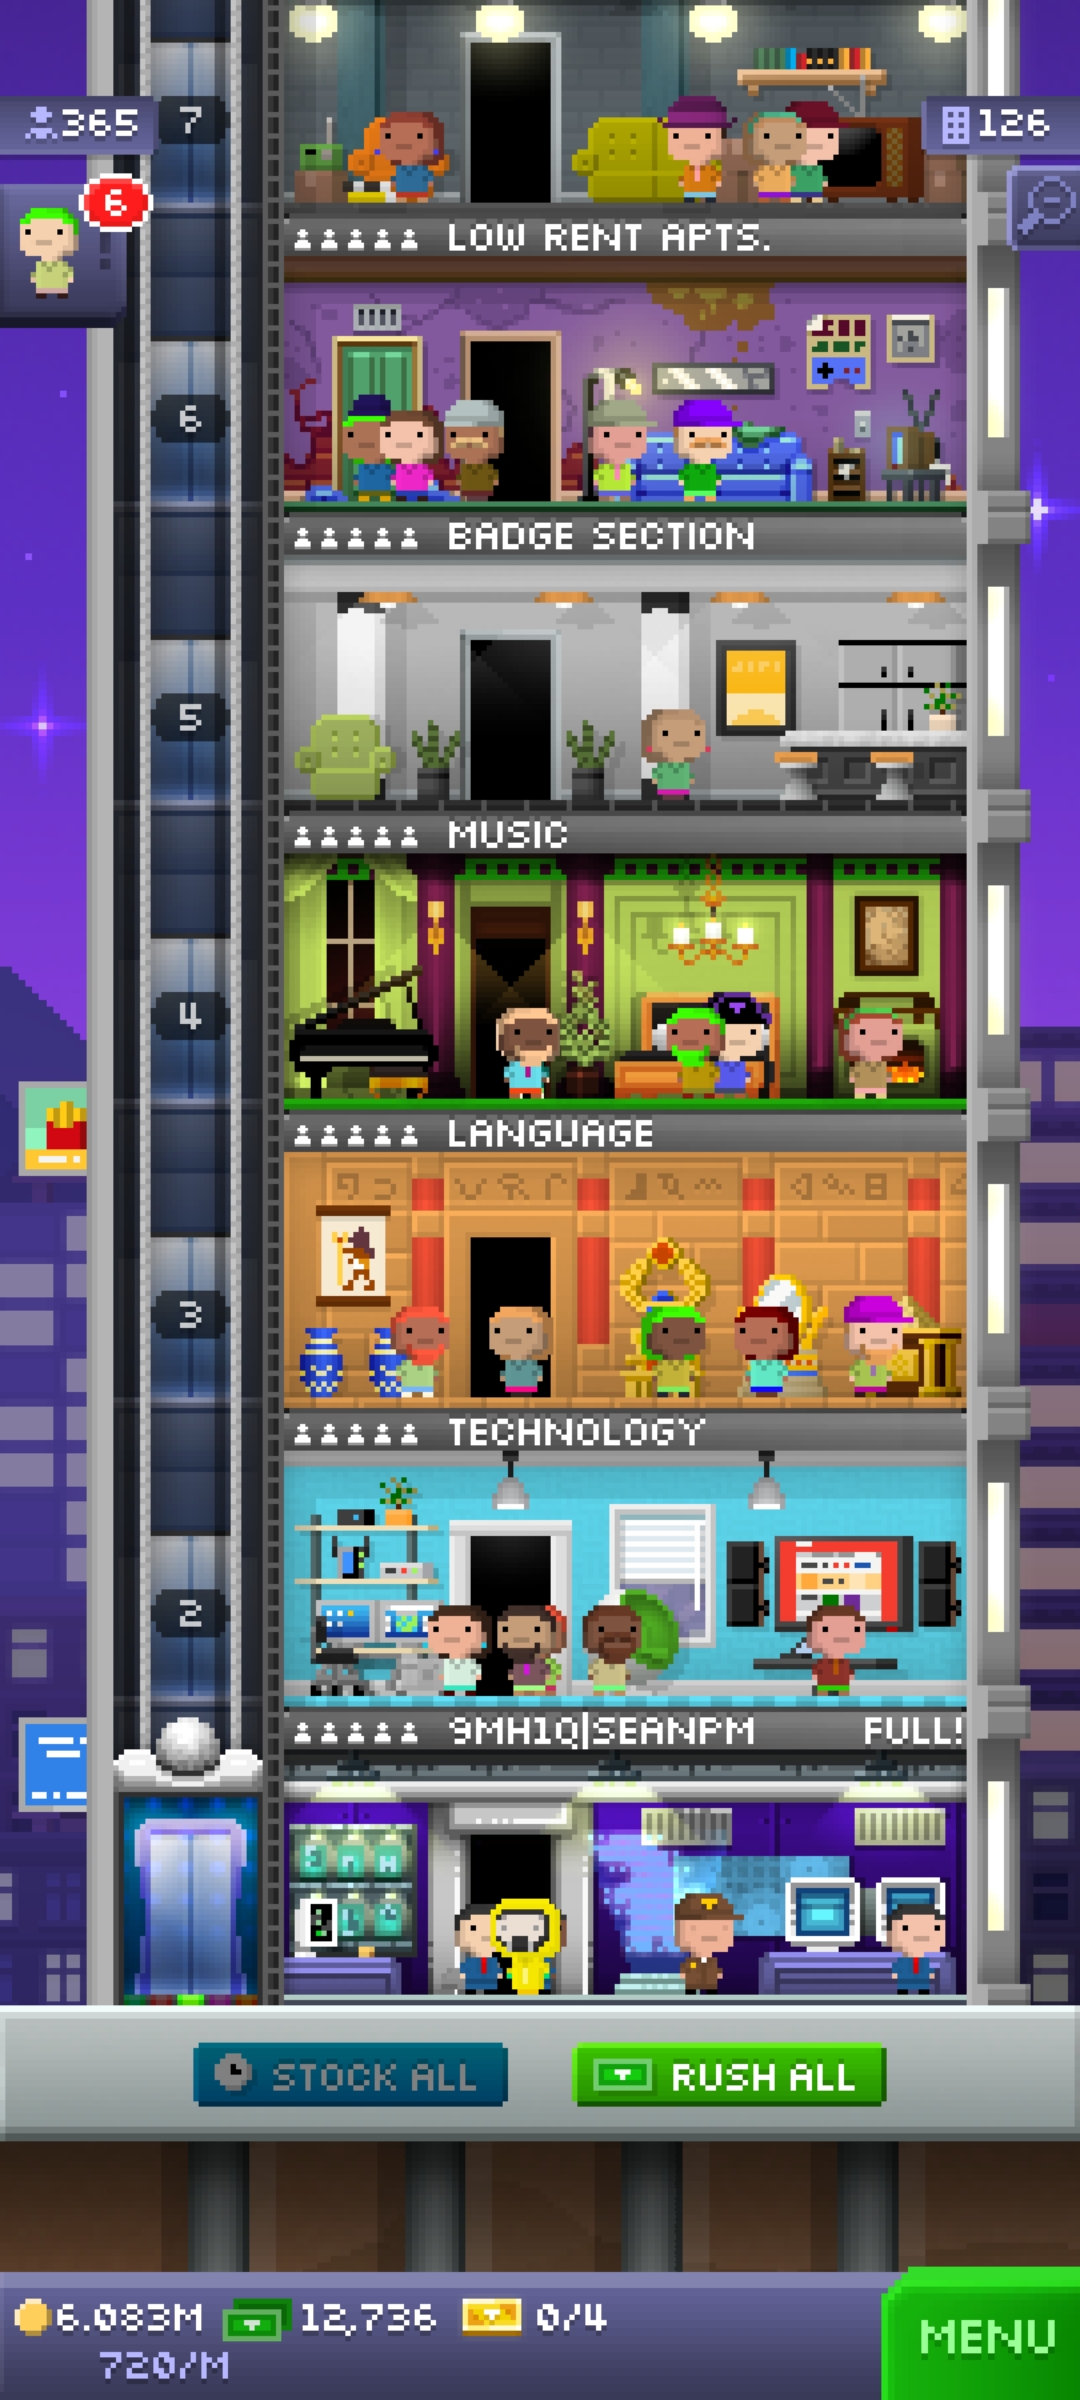 7
365
126
6
LOW RENT APTS.
6
BADGE SECTION
5
MUSIC
4
LANGUAGE
3
TECHNOLOGY
2
9MH1Q|SEANPM FULL!
STOCK ALL
RUSH ALL
6.083M 12,736 0/4
720/M
MENU